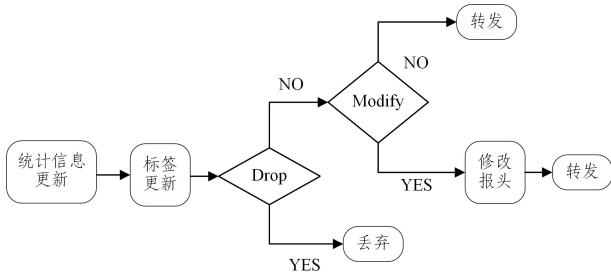 统计信息
更新
标签
更新
Drop
NO
YES
丢弃
Modify
NO
转发
YES
修改
报头
转发